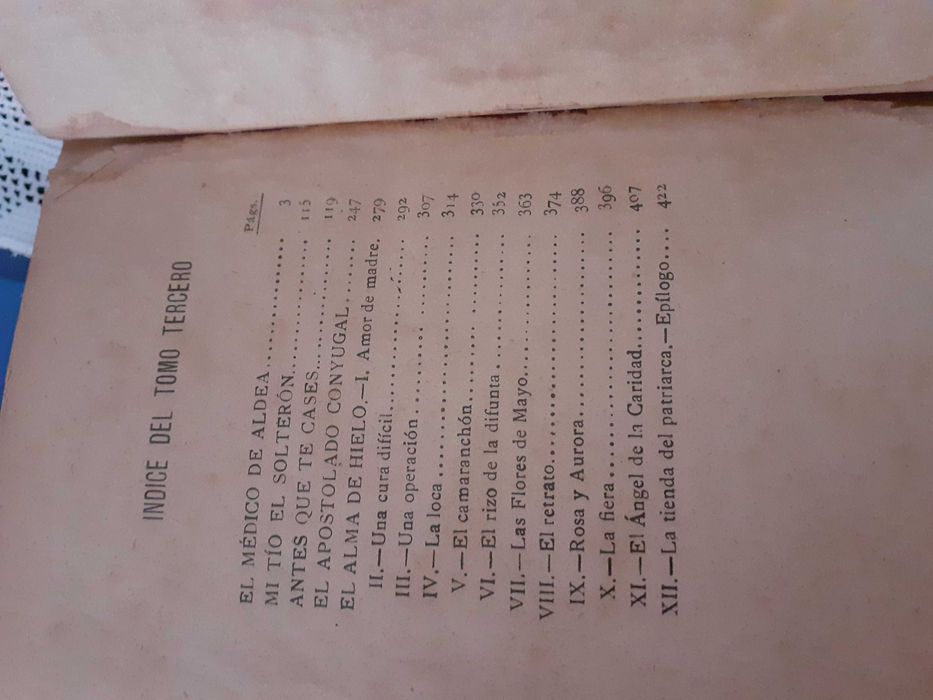 INDICE DEL TOMO TERCERO
Págs.
EL MÉDICO DE ALDEA.............. 3
MI TÍO EL SOLTERÓN.............. 115
ANTES QUE TE CASES.............. 119
EL APOSTOLADO CONYUGAL........ 247
EL ALMA DE HIELO.—I. Amor de madre. 279
II.—Una cura difícil.................... 292
III.—Una operación.................... 307
IV.—La loca.......................... 314
V.—El camaranchón.................. 330
VI.—El rizo de la difunta............... 352
VII.—Las Flores de Mayo................ 363
VIII.—El retrato......................... 374
IX.—Rosa y Aurora.................... 388
X.—La fiera.......................... 396
XI.—El Ángel de la Caridad............. 407
XII.—La tienda del patriarca.—Epílogo.... 422